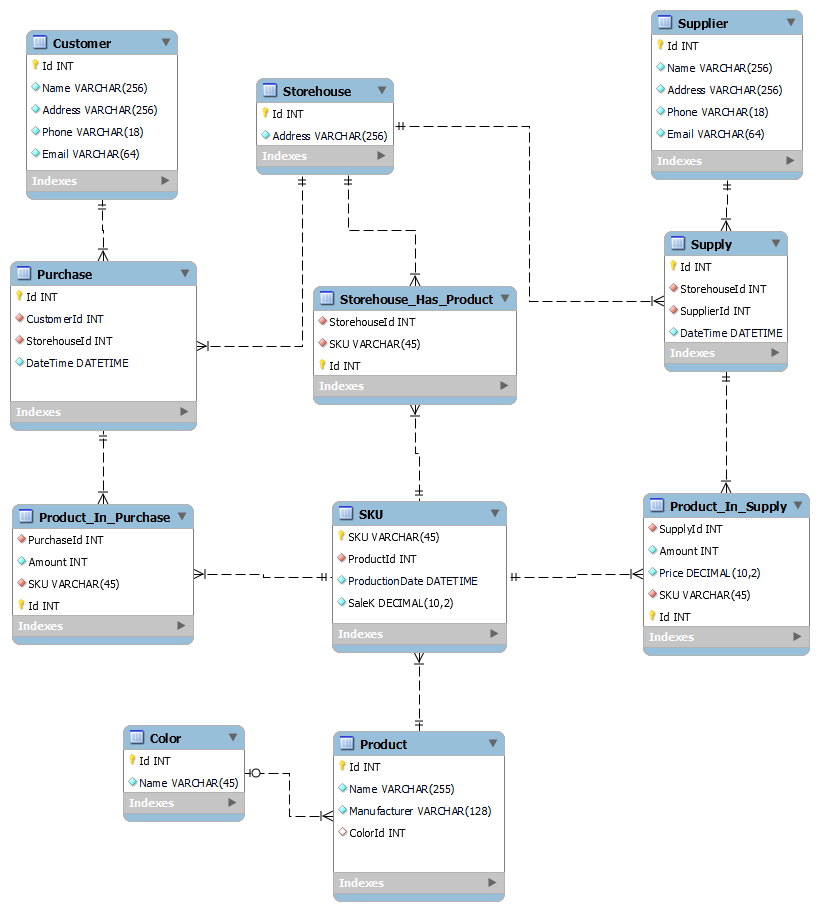 Customer
Id INT
Name VARCHAR(256)
Address VARCHAR(256)
Phone VARCHAR(18)
Email VARCHAR(64)
Indexes
Storehouse
Id INT
Address VARCHAR(256)
Indexes
Supplier
Id INT
Name VARCHAR(256)
Address VARCHAR(256)
Phone VARCHAR(18)
Email VARCHAR(64)
Indexes
Purchase
Id INT
CustomerId INT
StorehouseId INT
DateTime DATETIME
Indexes
Storehouse_Has_Product
StorehouseId INT
SKU VARCHAR(45)
Id INT
Indexes
Supply
Id INT
StorehouseId INT
SupplierId INT
DateTime DATETIME
Indexes
Product_In_Purchase
PurchaseId INT
Amount INT
SKU VARCHAR(45)
Id INT
Indexes
SKU
SKU VARCHAR(45)
ProductId INT
ProductionDate DATETIME
SaleK DECIMAL(10,2)
Indexes
Product_In_Supply
SupplyId INT
Amount INT
Price DECIMAL(10,2)
SKU VARCHAR(45)
Id INT
Indexes
Color
Id INT
Name VARCHAR(45)
Indexes
Product
Id INT
Name VARCHAR(255)
Manufacturer VARCHAR(128)
ColorId INT
Indexes